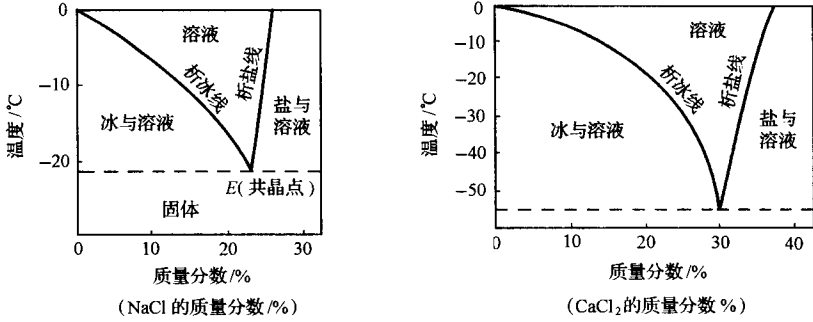 0
-10
-20
温度/℃
溶液
析冰线
析盐线
冰与溶液
盐与
溶液
E(共晶点)
固体
0 10 20 30
质量分数/%
(NaCl的质量分数/%)
0
-10
-20
-30
-40
-50
温度/℃
溶液
析冰线
析盐线
冰与溶液
盐与
溶液
0 10 20 30 40
质量分数/%
(CaCl₂的质量分数%)